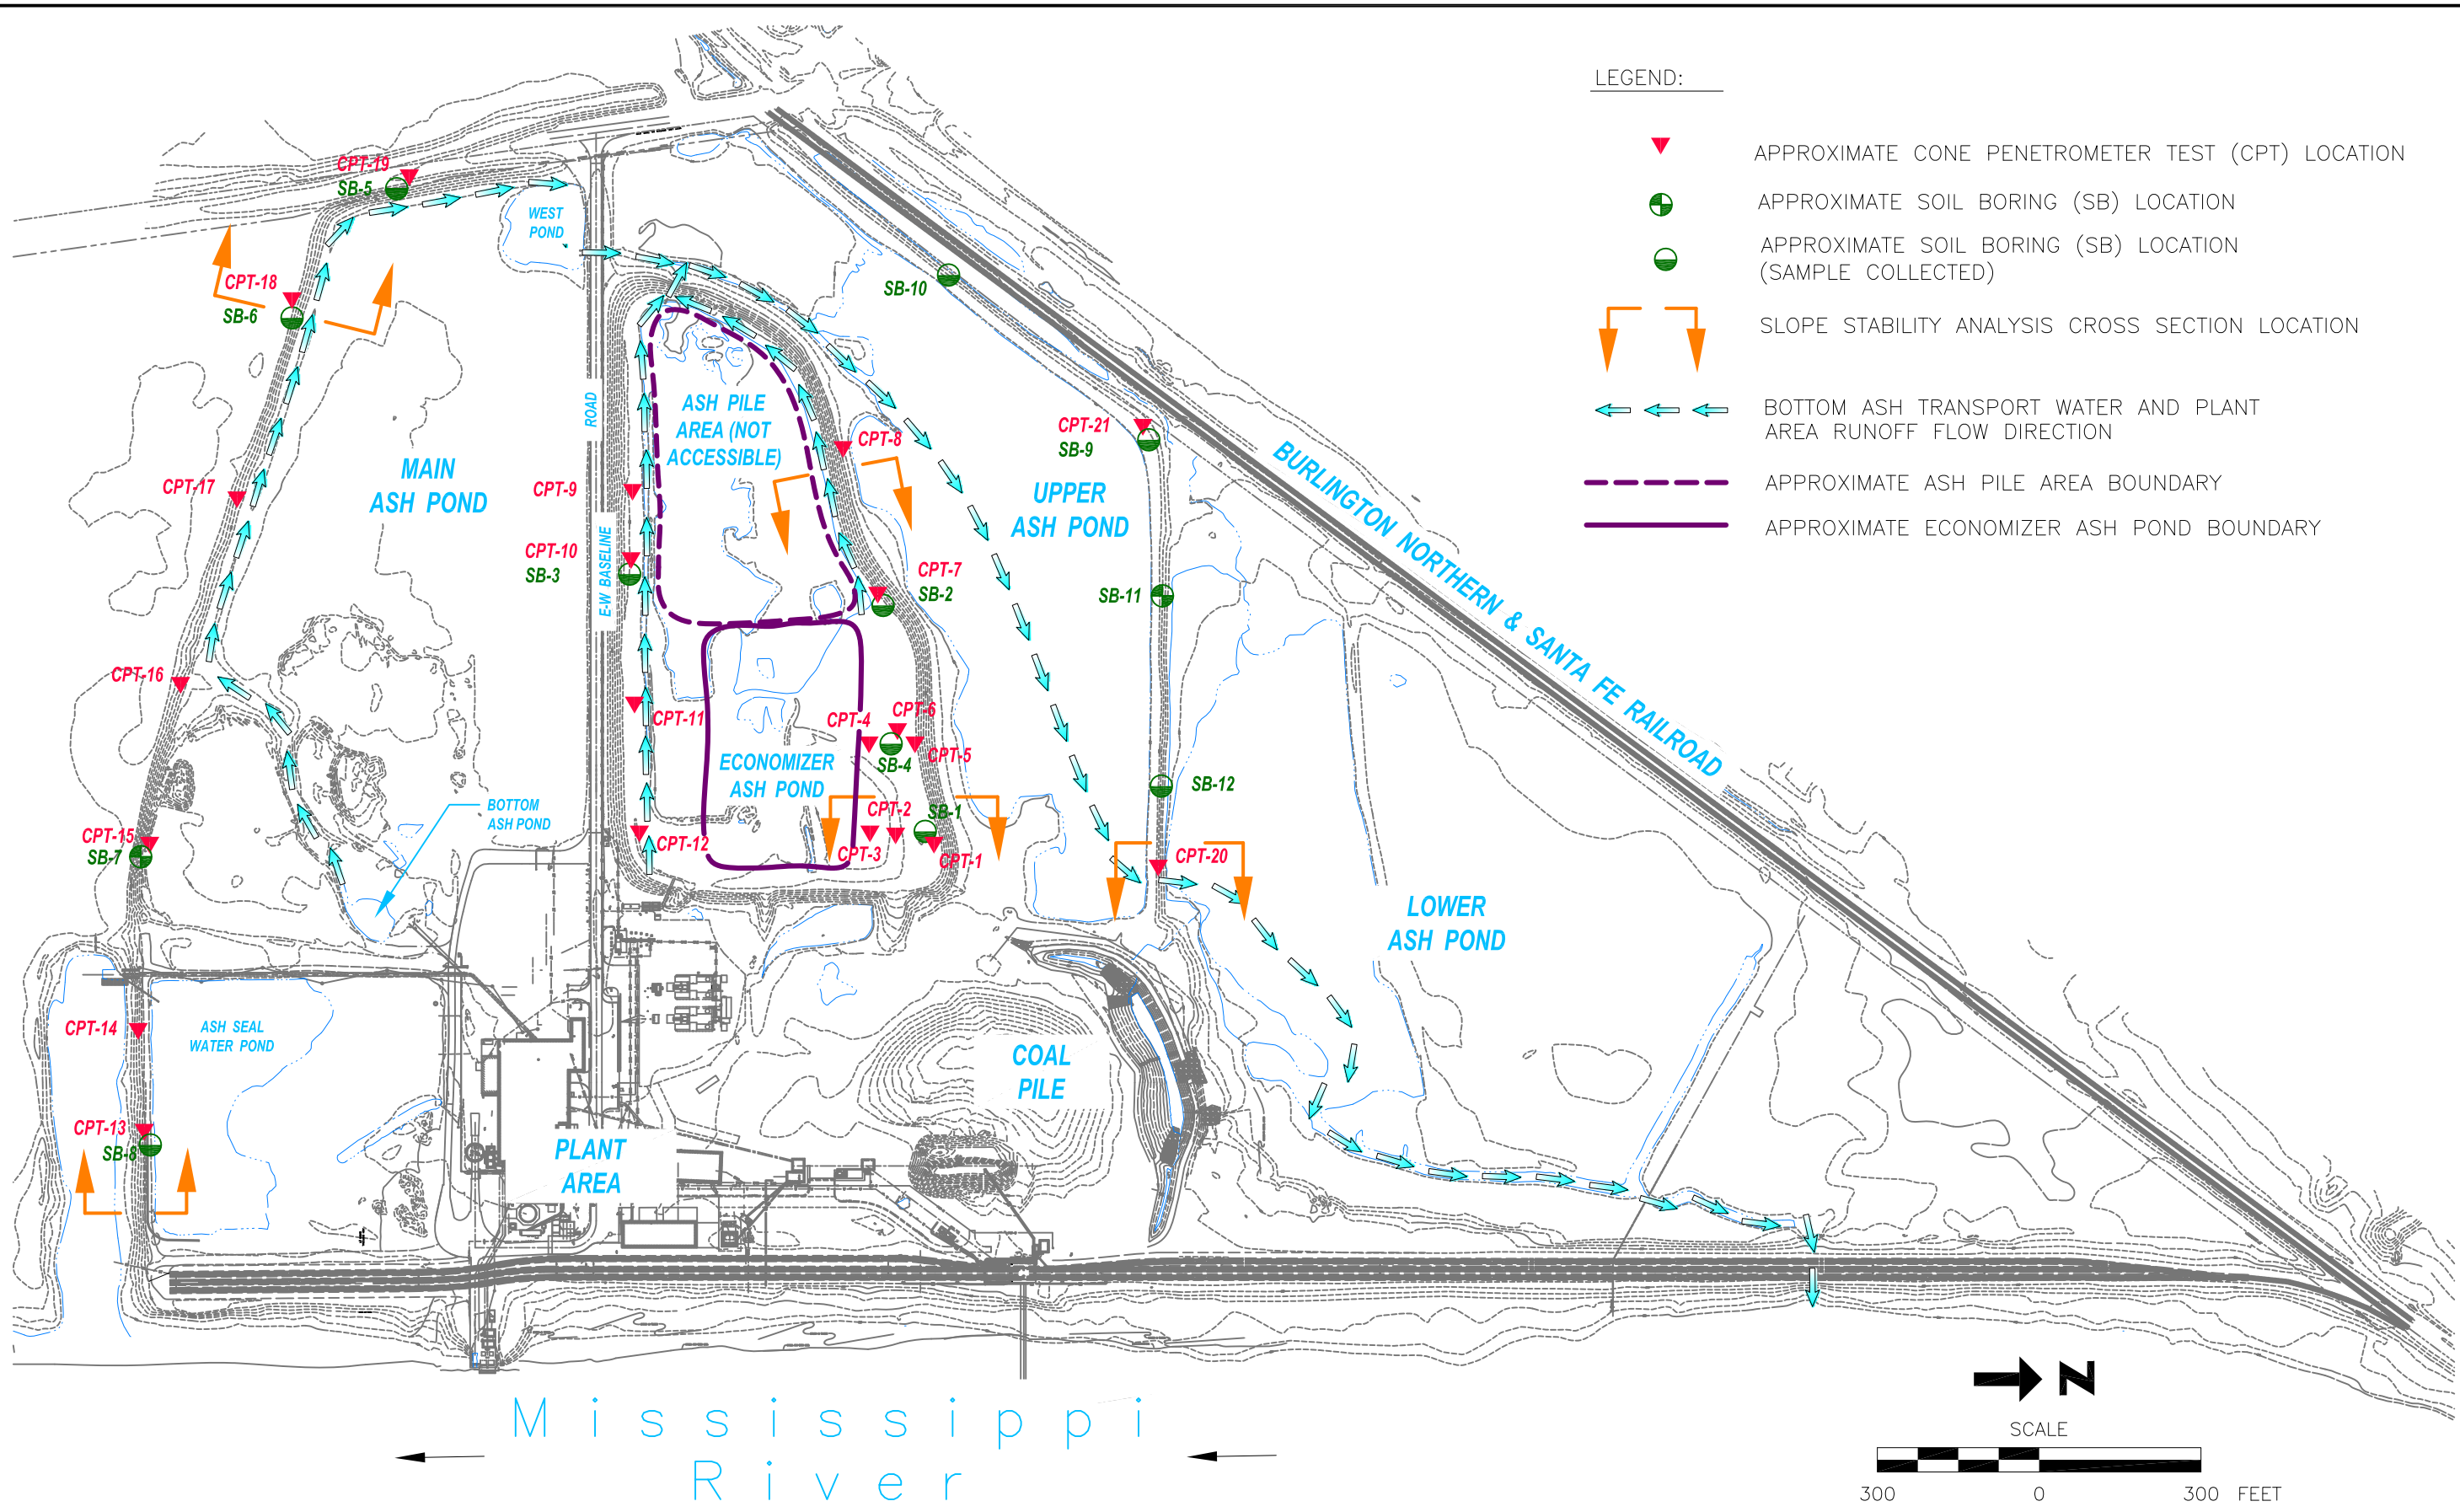 LEGEND:
APPROXIMATE CONE PENETROMETER TEST (CPT) LOCATION
APPROXIMATE SOIL BORING (SB) LOCATION
APPROXIMATE SOIL BORING (SB) LOCATION
(SAMPLE COLLECTED)
SLOPE STABILITY ANALYSIS CROSS SECTION LOCATION
BOTTOM ASH TRANSPORT WATER AND PLANT
AREA RUNOFF FLOW DIRECTION
APPROXIMATE ASH PILE AREA BOUNDARY
APPROXIMATE ECONOMIZER ASH POND BOUNDARY
CPT-19
SB-5
WEST
POND
CPT-18
SB-6
SB-10
ROAD
ASH PILE
AREA (NOT
ACCESSIBLE)
CPT-8
CPT-21
SB-9
MAIN
ASH POND
CPT-17
CPT-9
UPPER
ASH POND
BURLINGTON NORTHERN & SANTA FE RAILROAD
CPT-10
SB-3
E-W BASELINE
CPT-7
SB-2
SB-11
CPT-16
CPT-11
CPT-4
CPT-6
CPT-5
SB-4
ECONOMIZER
ASH POND
SB-12
BOTTOM
ASH POND
CPT-2
SB-1
CPT-15
SB-7
CPT-12
CPT-3
CPT-1
CPT-20
LOWER
ASH POND
CPT-14
ASH SEAL
WATER POND
COAL
PILE
CPT-13
SB-8
PLANT
AREA
Mississippi
River
N
SCALE
300 0 300 FEET